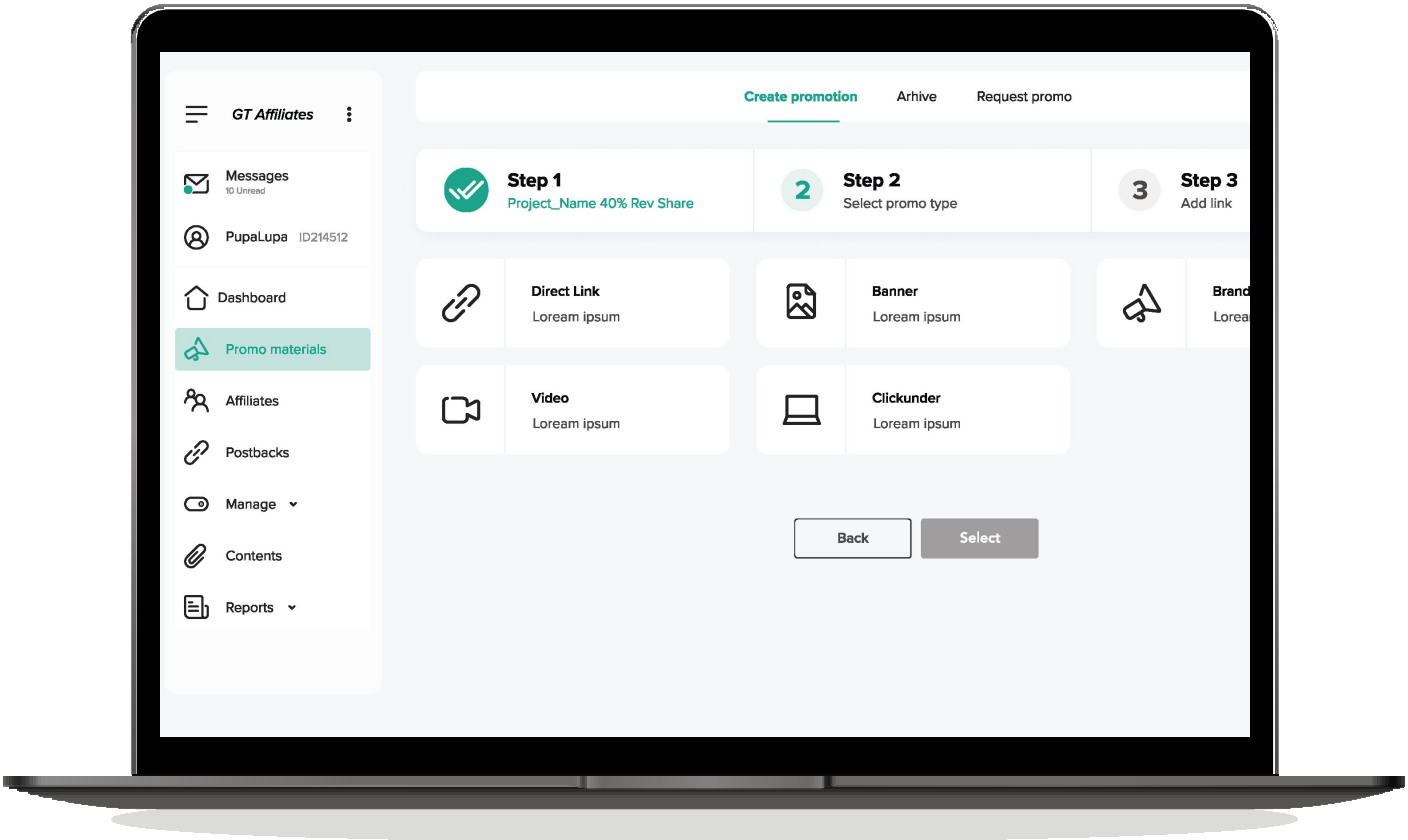 GT Affiliates
Messages
10 Unread
PupaLupa ID214512
Dashboard
Promo materials
Affiliates
Postbacks
Manage
Contents
Reports
Create promotion Arhive Request promo
Step 1
Project_Name 40% Rev Share
2
Step 2
Select promo type
3
Step 3
Add link
Direct Link
Loream ipsum
Banner
Loream ipsum
Brand
Lorea
Video
Loream ipsum
Clickunder
Loream ipsum
Back
Select